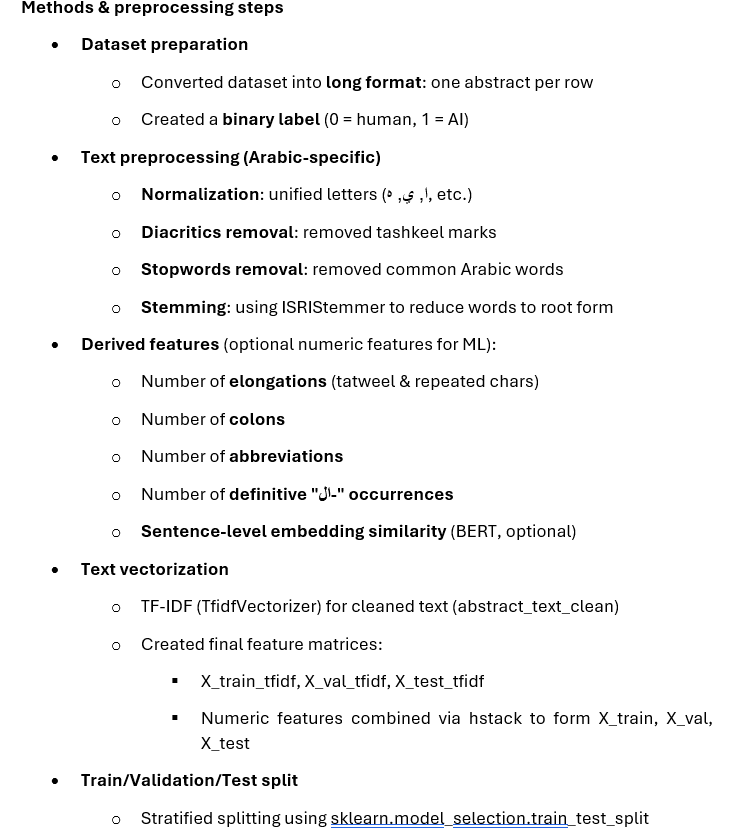 Methods & preprocessing steps
• Dataset preparation
o Converted dataset into long format: one abstract per row
o Created a binary label (0 = human, 1 = AI)
• Text preprocessing (Arabic-specific)
o Normalization: unified letters (ا, ي, ه, etc.)
o Diacritics removal: removed tashkeel marks
o Stopwords removal: removed common Arabic words
o Stemming: using ISRIStemmer to reduce words to root form
• Derived features (optional numeric features for ML):
o Number of elongations (tatweel & repeated chars)
o Number of colons
o Number of abbreviations
o Number of definitive "ال-" occurrences
o Sentence-level embedding similarity (BERT, optional)
• Text vectorization
o TF-IDF (TfidfVectorizer) for cleaned text (abstract_text_clean)
o Created final feature matrices:
▪ X_train_tfidf, X_val_tfidf, X_test_tfidf
▪ Numeric features combined via hstack to form X_train, X_val,
X_test
• Train/Validation/Test split
o Stratified splitting using sklearn.model_selection.train_test_split